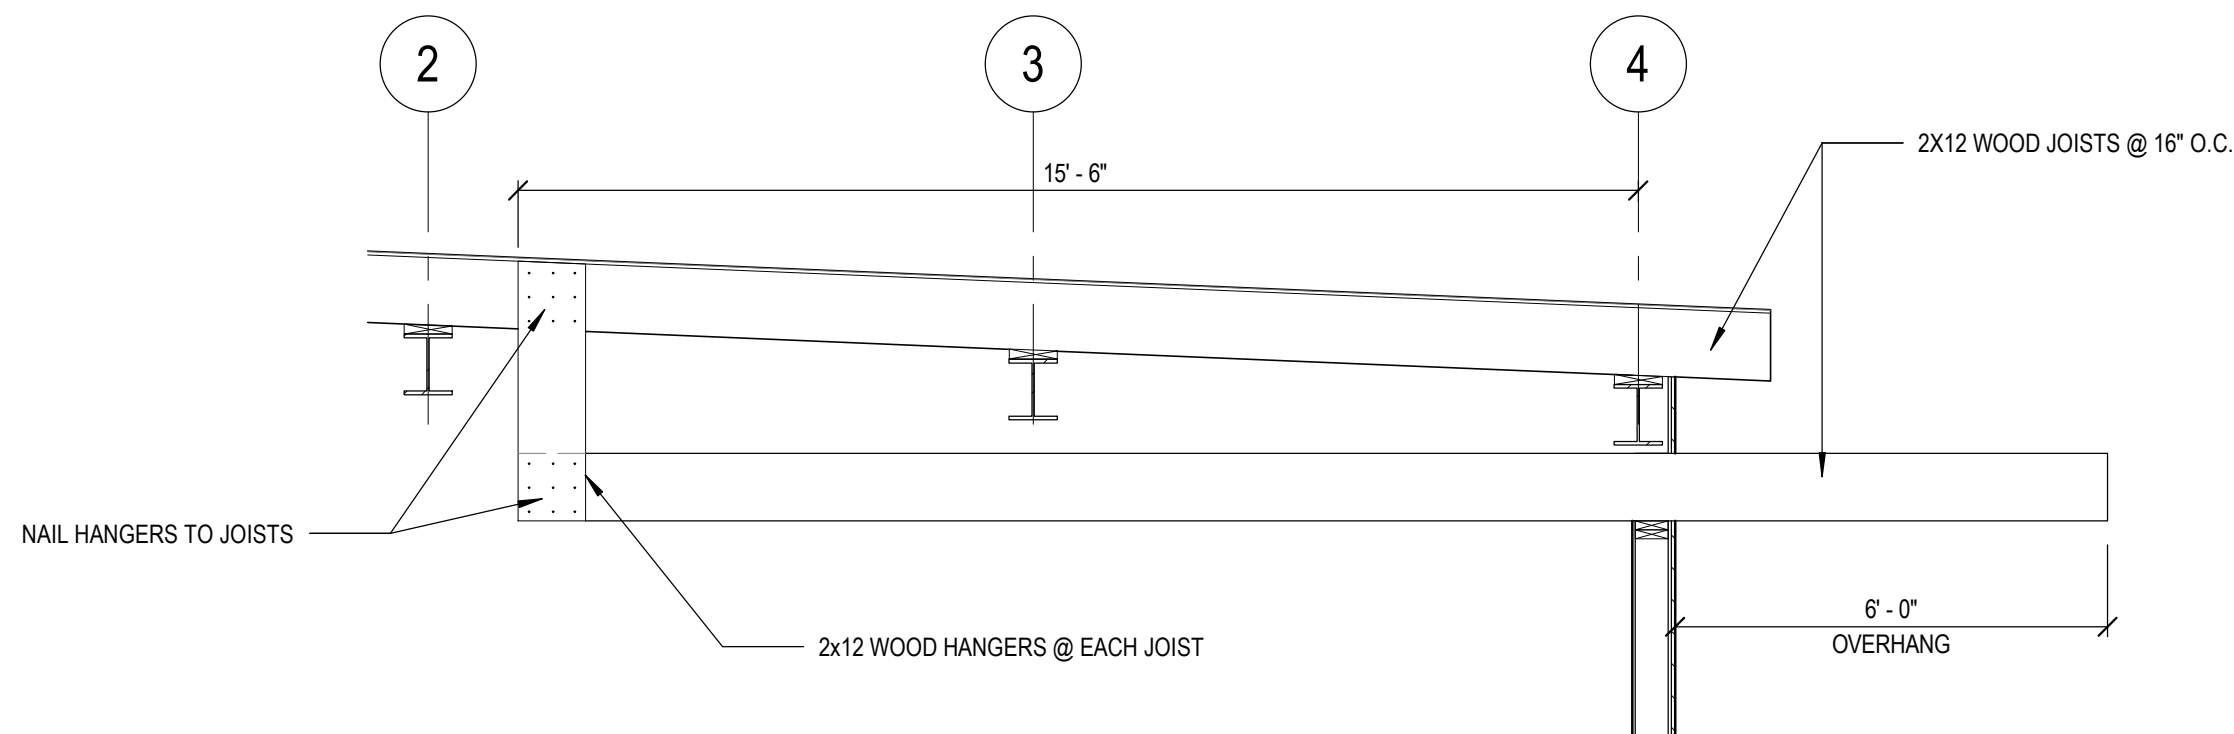 2
3
4
2X12 WOOD JOISTS @ 16" O.C.
15' - 6"
NAIL HANGERS TO JOISTS
6' - 0"
OVERHANG
2x12 WOOD HANGERS @ EACH JOIST